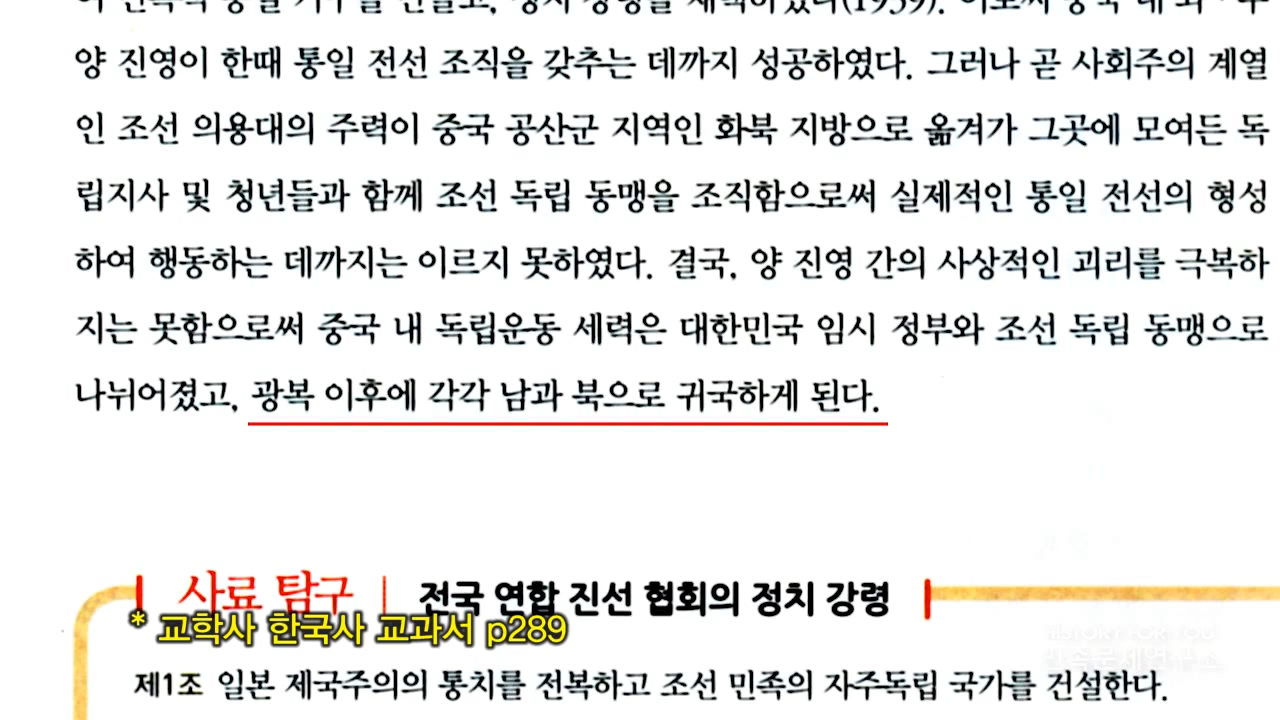 양 진영이 한때 통일 전선 조직을 갖추는 데까지 성공하였다. 그러나 곧 사회주의 계열
인 조선 의용대의 주력이 중국 공산군 지역인 화북 지방으로 옮겨가 그곳에 모여든 독
립지사 및 청년들과 함께 조선 독립 동맹을 조직함으로써 실제적인 통일 전선의 형성
하여 행동하는 데까지는 이르지 못하였다. 결국, 양 진영 간의 사상적인 괴리를 극복하
지는 못함으로써 중국 내 독립운동 세력은 대한민국 임시 정부와 조선 독립 동맹으로
나뉘어졌고, 광복 이후에 각각 남과 북으로 귀국하게 된다.
사료 탐구 전국 연합 진선 협회의 정치 강령
* 교학사 한국사 교과서 p289
HISTORY FOR YOU
민족문제연구소
제1조 일본 제국주의의 통치를 전복하고 조선 민족의 자주독립 국가를 건설한다.